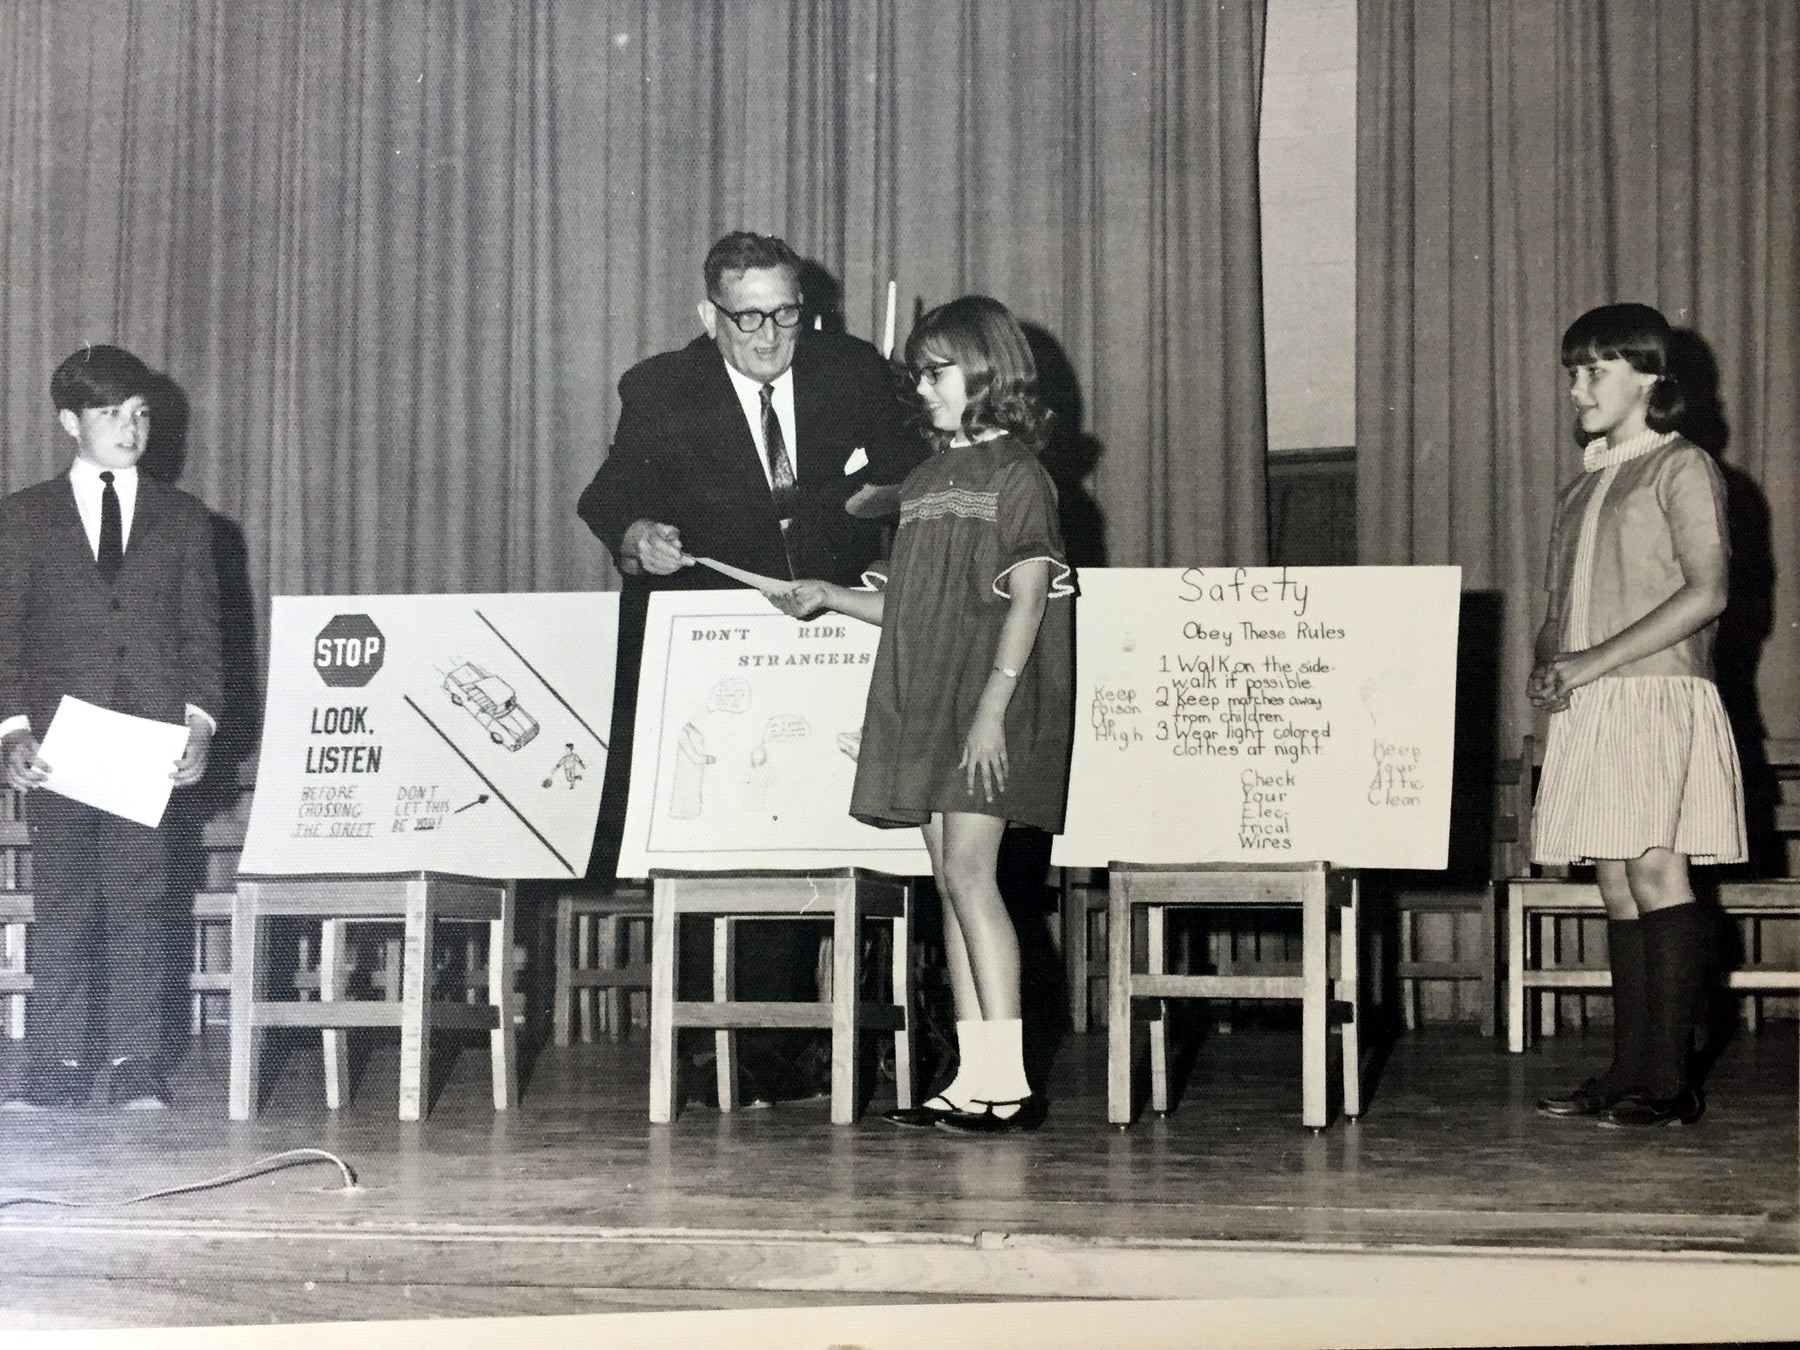 STOP
LOOK,
LISTEN
BEFORE
CROSSING
THE STREET
DON'T
LET THIS
BE YOU!
DON'T RIDE
STRANGERS
Safety
Obey These Rules
1 Walk on the side-
walk if possible.
2 Keep matches away
from children
3 Wear light colored
clothes at night.
Keep
Poison
Up
High
Check
Your
Elec-
trical
Wires
Keep
Your
Attic
Clean